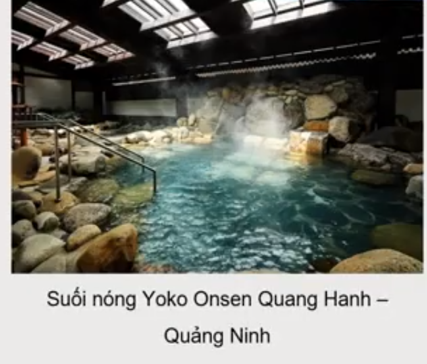 Suối nóng Yoko Onsen Quang Hanh –
Quảng Ninh